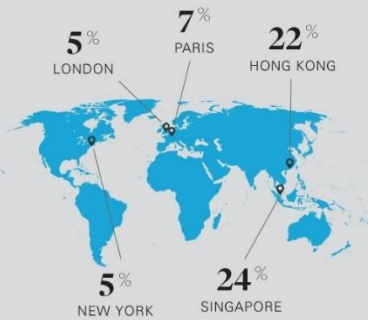 5%
LONDON
7%
PARIS
22%
HONG KONG
5%
NEW YORK
24%
SINGAPORE